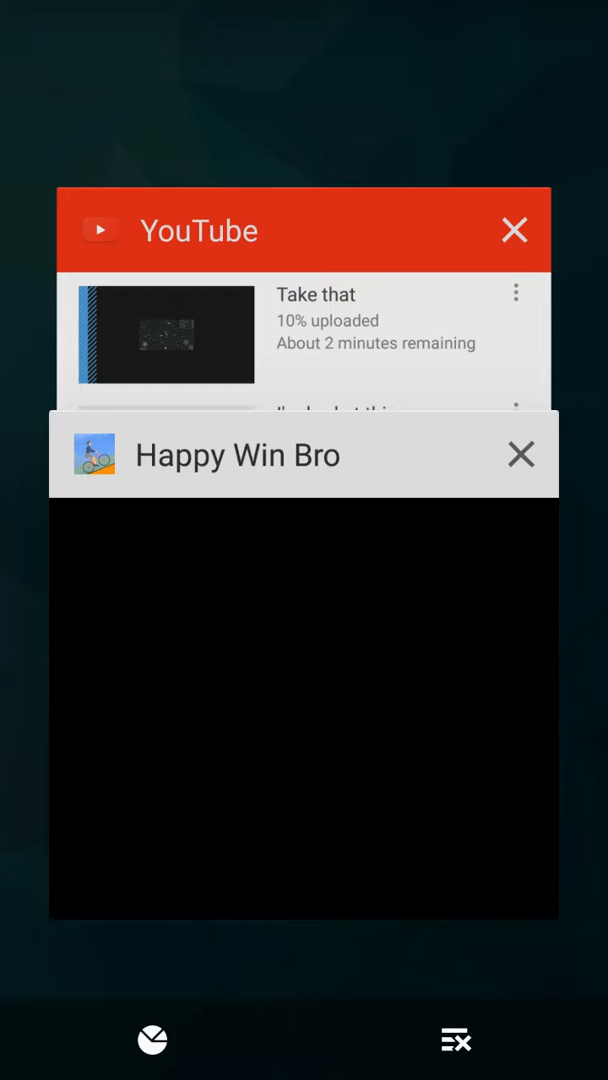 YouTube
Take that
10% uploaded
About 2 minutes remaining
Happy Win Bro